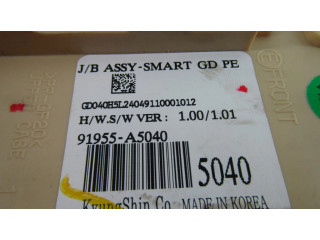 J/B ASSY-SMART GD PE
GD040H5L24049110001012
H/W.S/W VER: 1.00/1.01
91955-A5040
5040
KyungShin Co. MADE IN KOREA
@FRONT